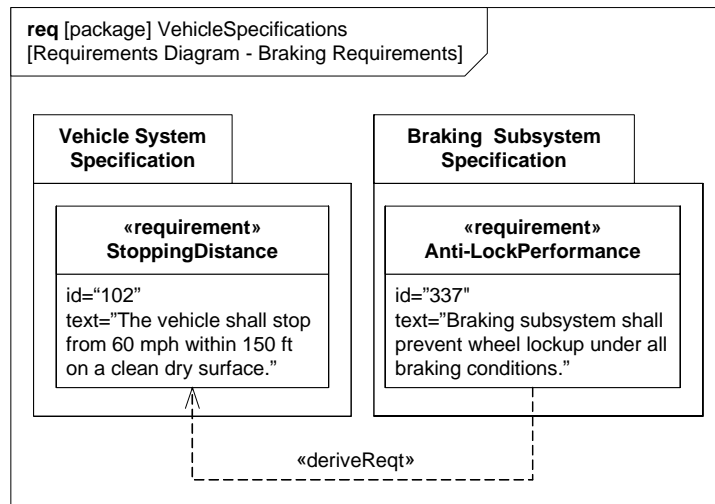 req [package] VehicleSpecifications
[Requirements Diagram - Braking Requirements]
Vehicle System
Specification
«requirement»
StoppingDistance
id=“102”
text=”The vehicle shall stop
from 60 mph within 150 ft
on a clean dry surface.”
Braking  Subsystem
Specification
«requirement»
Anti-LockPerformance
id=”337"
text=”Braking subsystem shall
prevent wheel lockup under all
braking conditions.”
«deriveReqt»